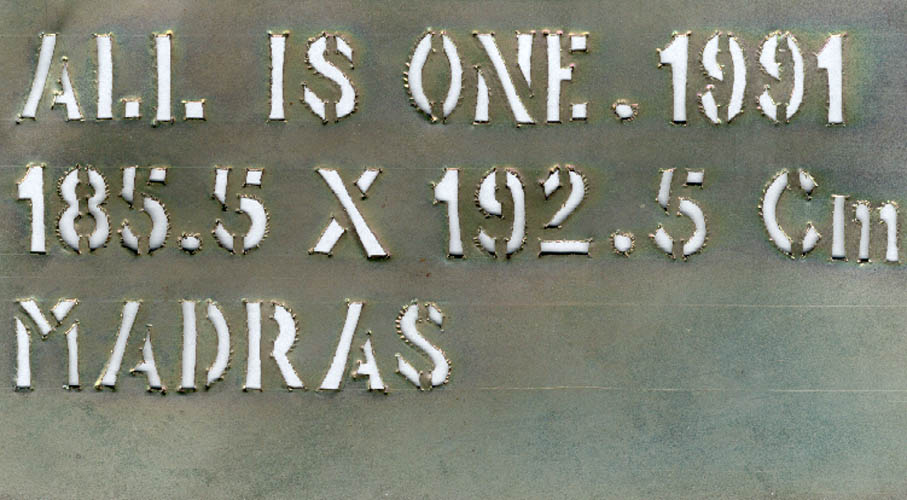 ALL IS ONE.1991
185.5 X 192.5 Cm
MADRAS